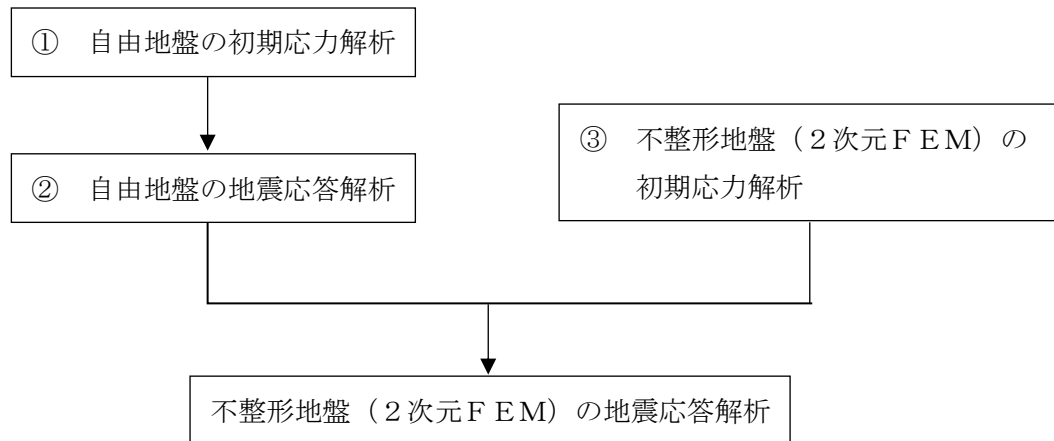 ① 自由地盤の初期応力解析
② 自由地盤の地震応答解析
③ 不整形地盤（２次元ＦＥＭ）の
初期応力解析
不整形地盤（２次元ＦＥＭ）の地震応答解析